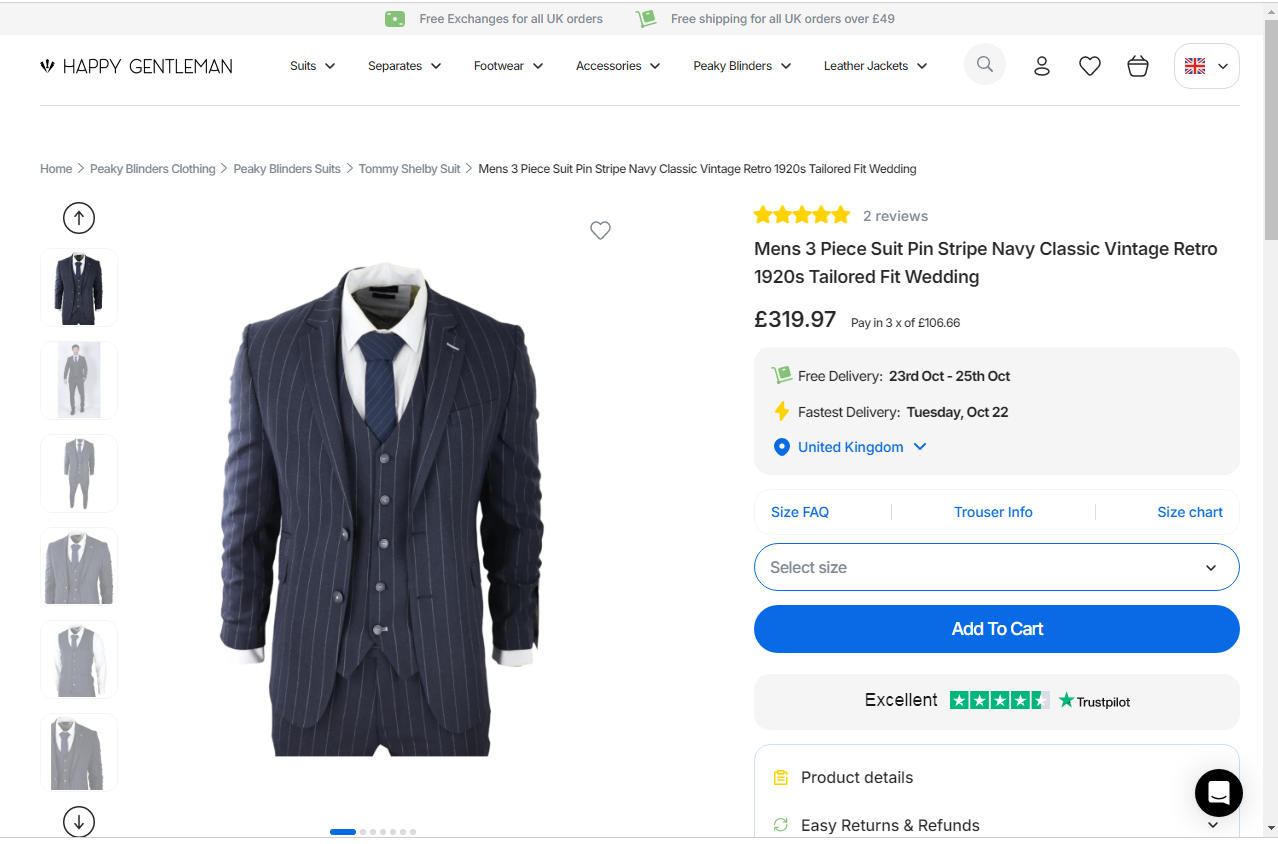 Free Exchanges for all UK orders
Free shipping for all UK orders over £49
HAPPY GENTLEMAN
Suits
Separates
Footwear
Accessories
Peaky Blinders
Leather Jackets
Home > Peaky Blinders Clothing > Peaky Blinders Suits > Tommy Shelby Suit > Mens 3 Piece Suit Pin Stripe Navy Classic Vintage Retro 1920s Tailored Fit Wedding
2 reviews
Mens 3 Piece Suit Pin Stripe Navy Classic Vintage Retro
1920s Tailored Fit Wedding
£319.97 Pay in 3 x of £106.66
Free Delivery: 23rd Oct - 25th Oct
Fastest Delivery: Tuesday, Oct 22
United Kingdom
Size FAQ
Trouser Info
Size chart
Select size
Add To Cart
Excellent Trustpilot
Product details
Easy Returns & Refunds